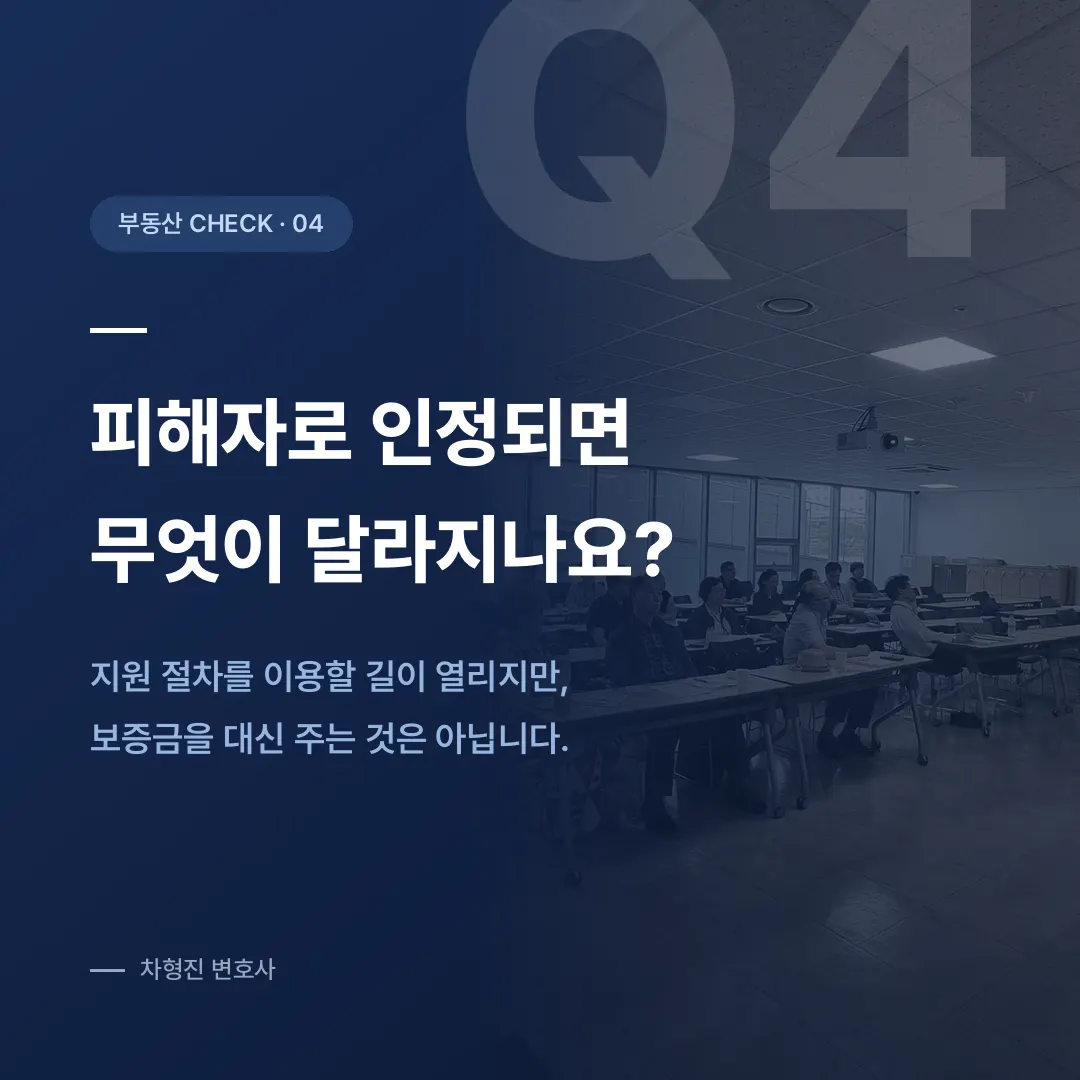 Q4
부동산 CHECK · 04
피해자로 인정되면
무엇이 달라지나요?
지원 절차를 이용할 길이 열리지만,
보증금을 대신 주는 것은 아닙니다.
차형진 변호사